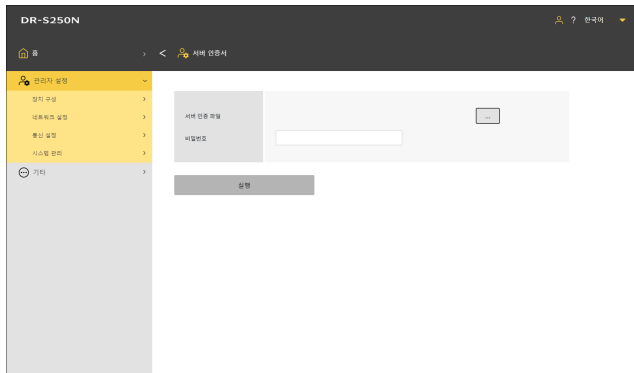 DR-S250N
? 한국어
홈
< 서버 인증서
관리자 설정
장치 구성
네트워크 설정
통신 설정
시스템 관리
기타
서버 인증 파일
...
비밀번호
실행